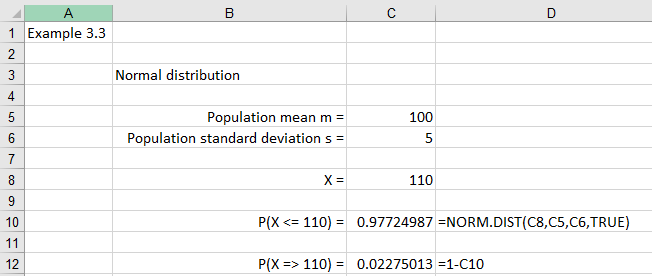 A B C D
1 Example 3.3
2
3 Normal distribution
4
5 Population mean m = 100
6 Population standard deviation s = 5
7
8 X = 110
9
10 P(X <= 110) = 0.97724987 =NORM.DIST(C8,C5,C6,TRUE)
11
12 P(X => 110) = 0.02275013 =1-C10